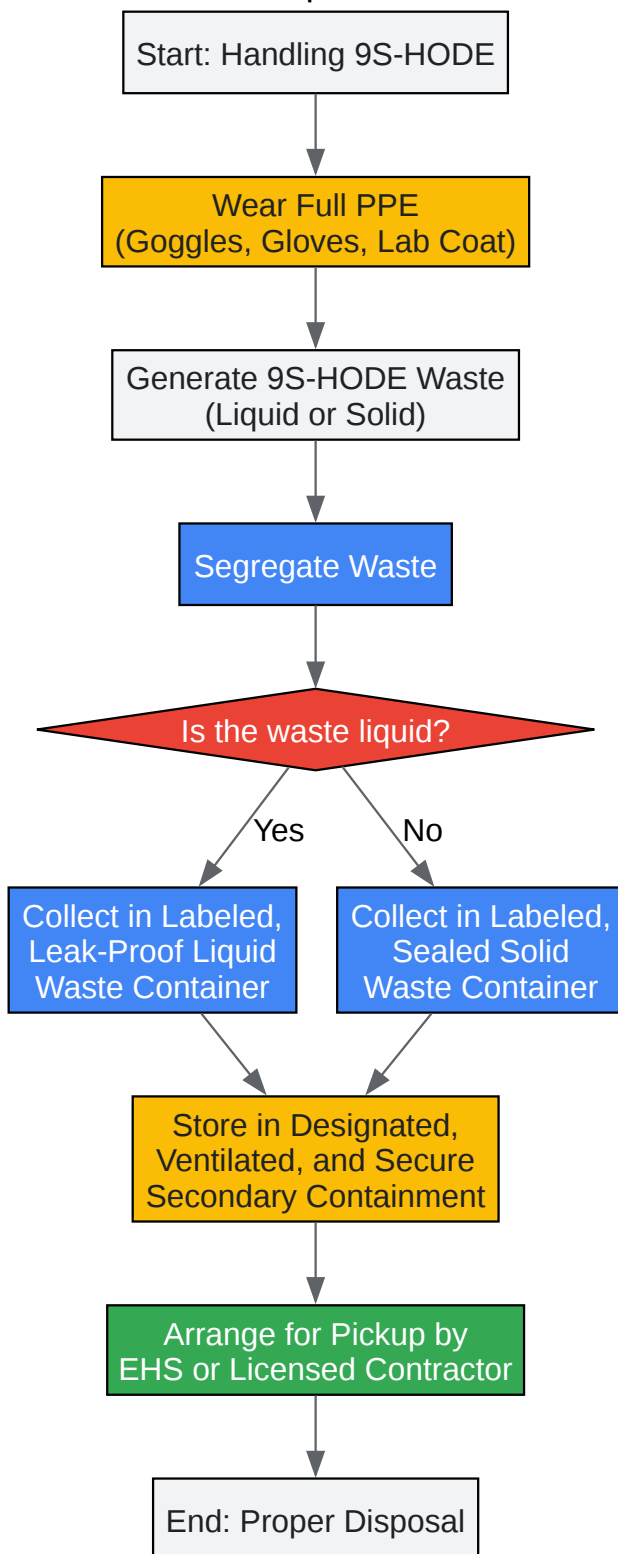 Start: Handling 9S-HODE
Wear Full PPE
(Goggles, Gloves, Lab Coat)
Generate 9S-HODE Waste
(Liquid or Solid)
Segregate Waste
Is the waste liquid?
Yes
No
Collect in Labeled,
Leak-Proof Liquid
Waste Container
Collect in Labeled,
Sealed Solid
Waste Container
Store in Designated,
Ventilated, and Secure
Secondary Containment
Arrange for Pickup by
EHS or Licensed Contractor
End: Proper Disposal